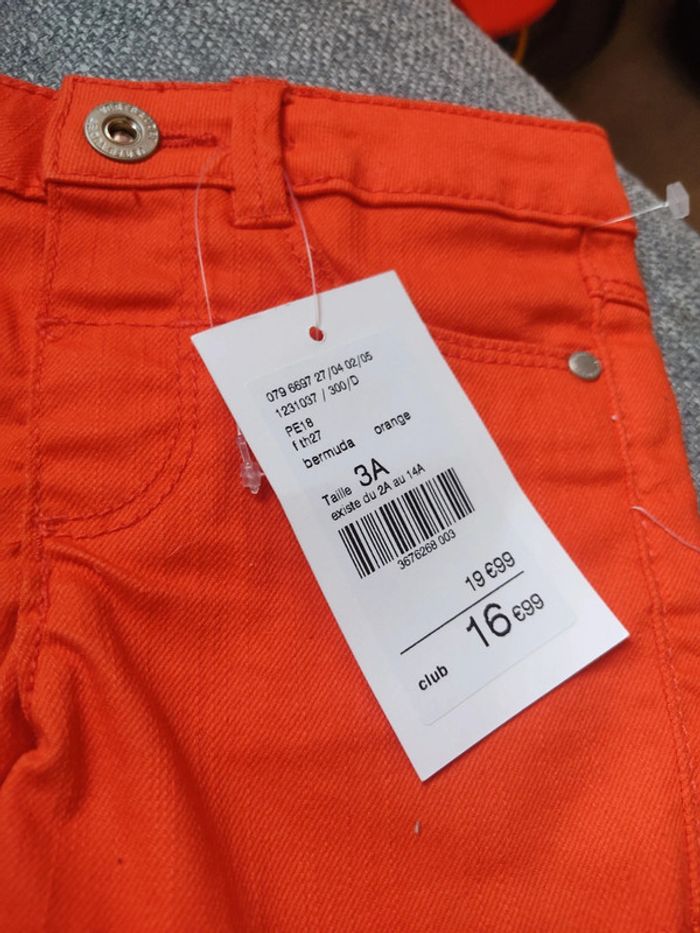 079 6697 27/04 02/05
1231037 / 300/D
PE18
f th27
bermuda orange
Taille 3A
existe du 2A au 14A
3676268 003
19€99
16€99
club